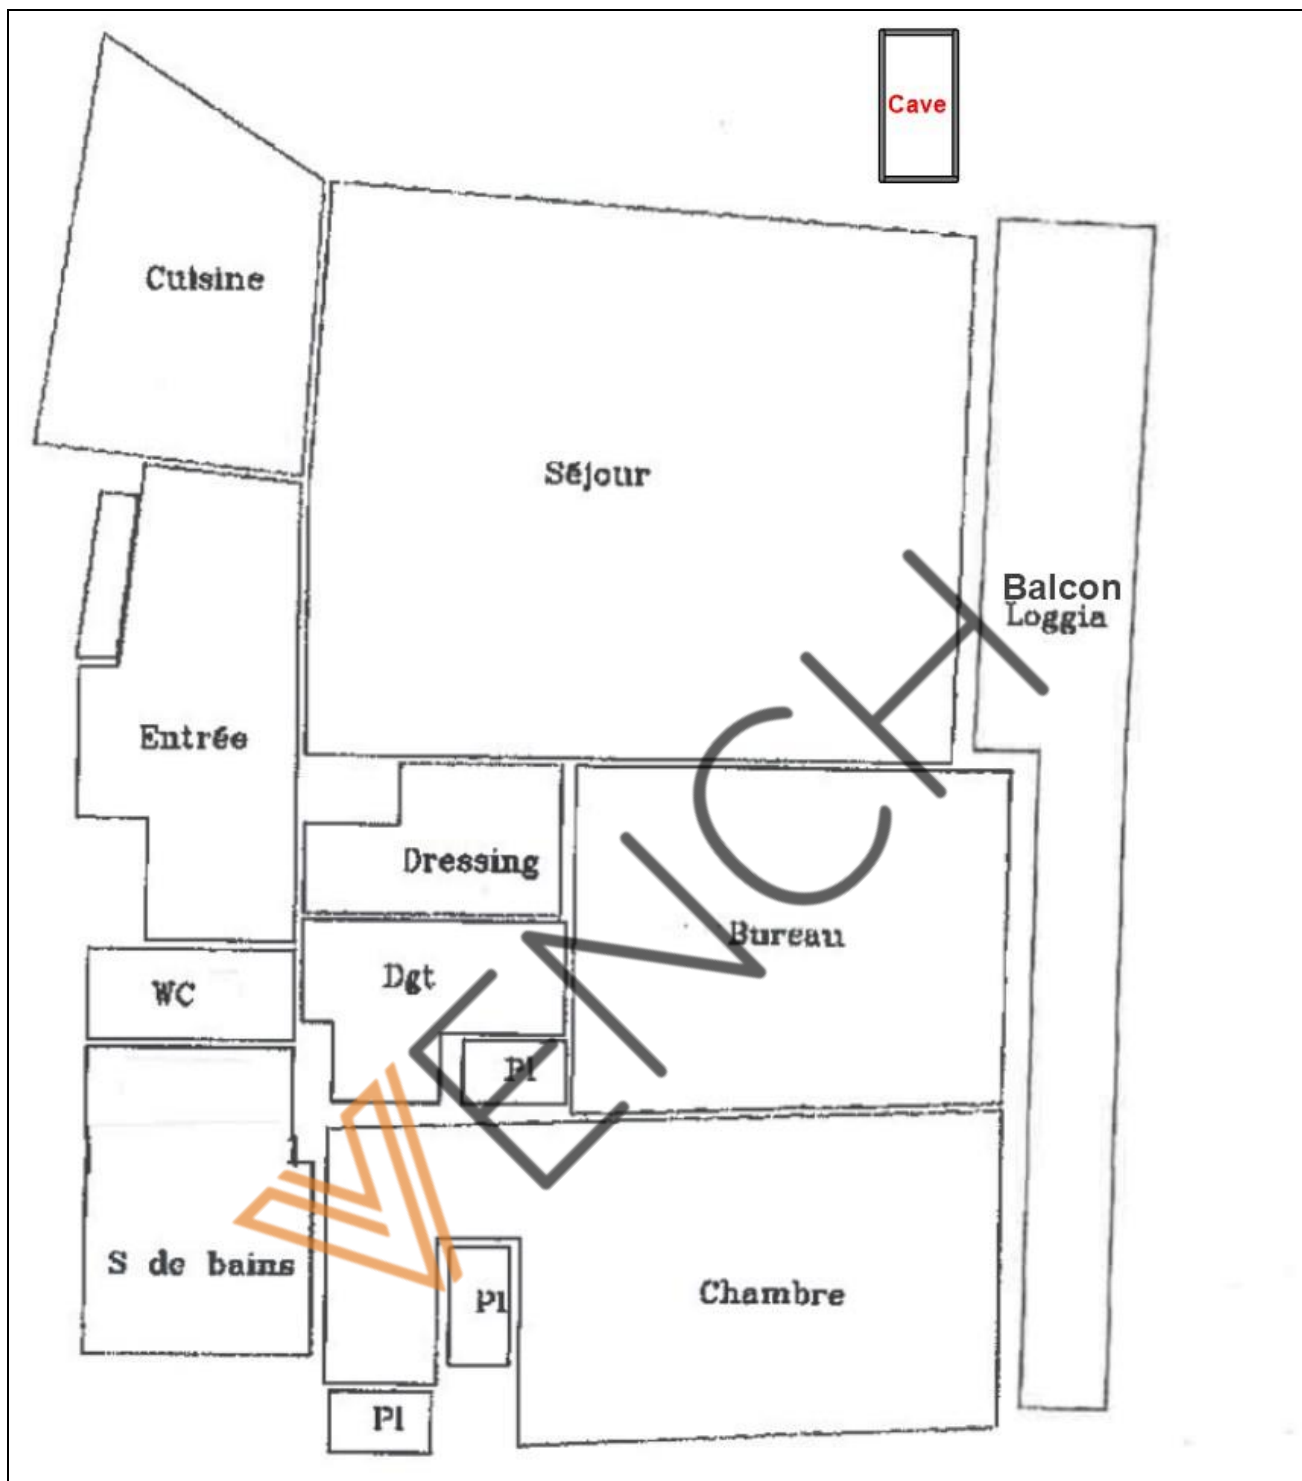 Cave
Cuisine
Séjour
Balcon
Loggia
Entrée
Dressing
Bureau
Dgt
WC
Pl
S de bains
Chambre
Pl
Pl
VENCH